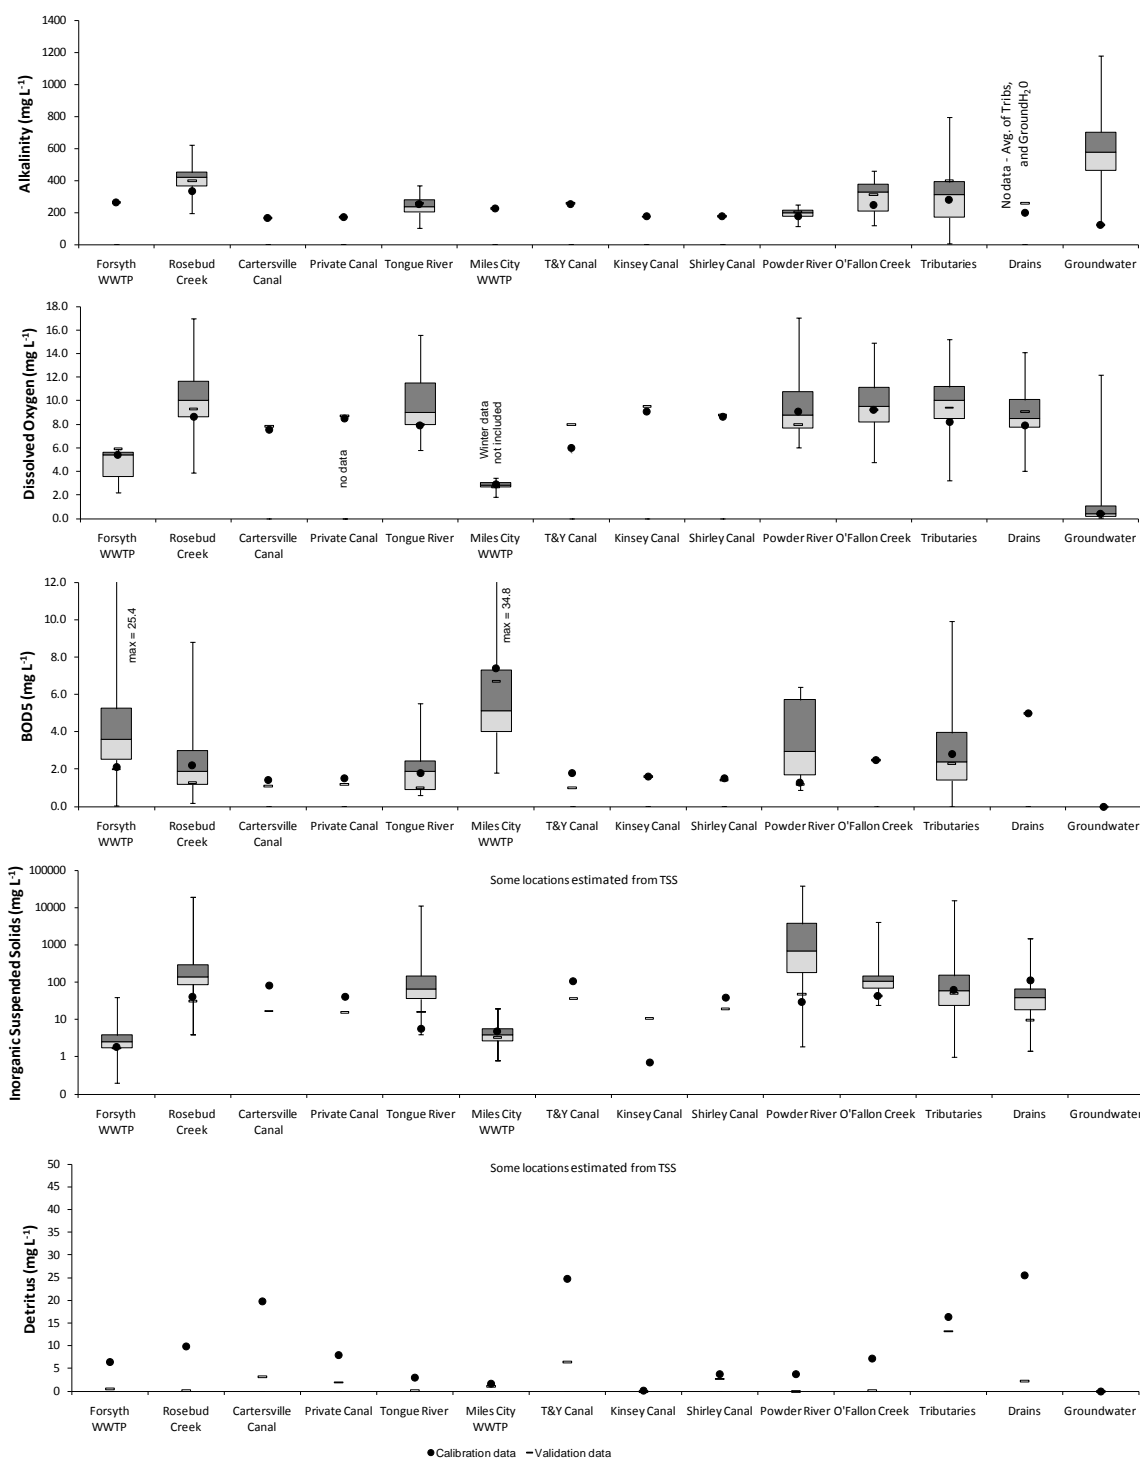 Alkalinity (mg L-1)
1400
1200
1000
800
600
400
200
0
No data - Avg. of Tribs,
and GroundH20
Forsyth
WWTP
Rosebud
Creek
Cartersville
Canal
Private Canal
Tongue River
Miles City
WWTP
T&Y Canal
Kinsey Canal
Shirley Canal
Powder River
O'Fallon Creek
Tributaries
Drains
Groundwater
Dissolved Oxygen (mg L-1)
18.0
16.0
14.0
12.0
10.0
8.0
6.0
4.0
2.0
0.0
no data
Winter data
not included
Forsyth
WWTP
Rosebud
Creek
Cartersville
Canal
Private Canal
Tongue River
Miles City
WWTP
T&Y Canal
Kinsey Canal
Shirley Canal
Powder River
O'Fallon Creek
Tributaries
Drains
Groundwater
BOD5 (mg L-1)
12.0
10.0
8.0
6.0
4.0
2.0
0.0
max = 25.4
max = 34.8
Forsyth
WWTP
Rosebud
Creek
Cartersville
Canal
Private Canal
Tongue River
Miles City
WWTP
T&Y Canal
Kinsey Canal
Shirley Canal
Powder River
O'Fallon Creek
Tributaries
Drains
Groundwater
Inorganic Suspended Solids (mg L-1)
100000
10000
1000
100
10
1
0
Some locations estimated from TSS
Forsyth
WWTP
Rosebud
Creek
Cartersville
Canal
Private Canal
Tongue River
Miles City
WWTP
T&Y Canal
Kinsey Canal
Shirley Canal
Powder River
O'Fallon Creek
Tributaries
Drains
Groundwater
Detritus (mg L-1)
50
45
40
35
30
25
20
15
10
5
0
Some locations estimated from TSS
Forsyth
WWTP
Rosebud
Creek
Cartersville
Canal
Private Canal
Tongue River
Miles City
WWTP
T&Y Canal
Kinsey Canal
Shirley Canal
Powder River
O'Fallon Creek
Tributaries
Drains
Groundwater
Calibration data
Validation data